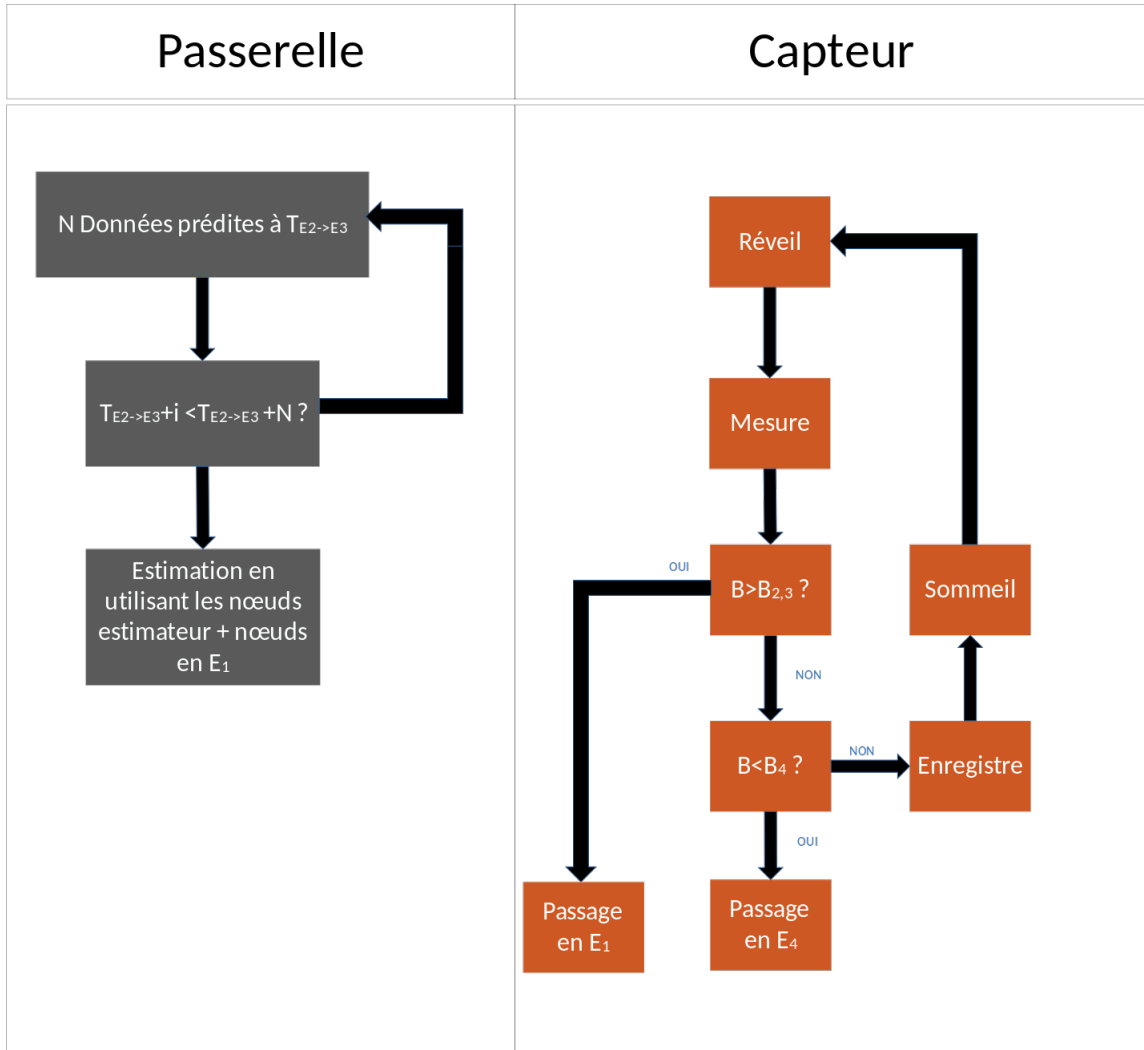 Passerelle
Capteur
N Données prédites à TE2->E3
TE2->E3+i <TE2->E3 +N ?
Estimation en
utilisant les nœuds
estimateur + nœuds
en E1
Réveil
Mesure
OUI
B>B2,3 ?
Sommeil
NON
B<B4 ?
NON
Enregistre
OUI
Passage
en E1
Passage
en E4